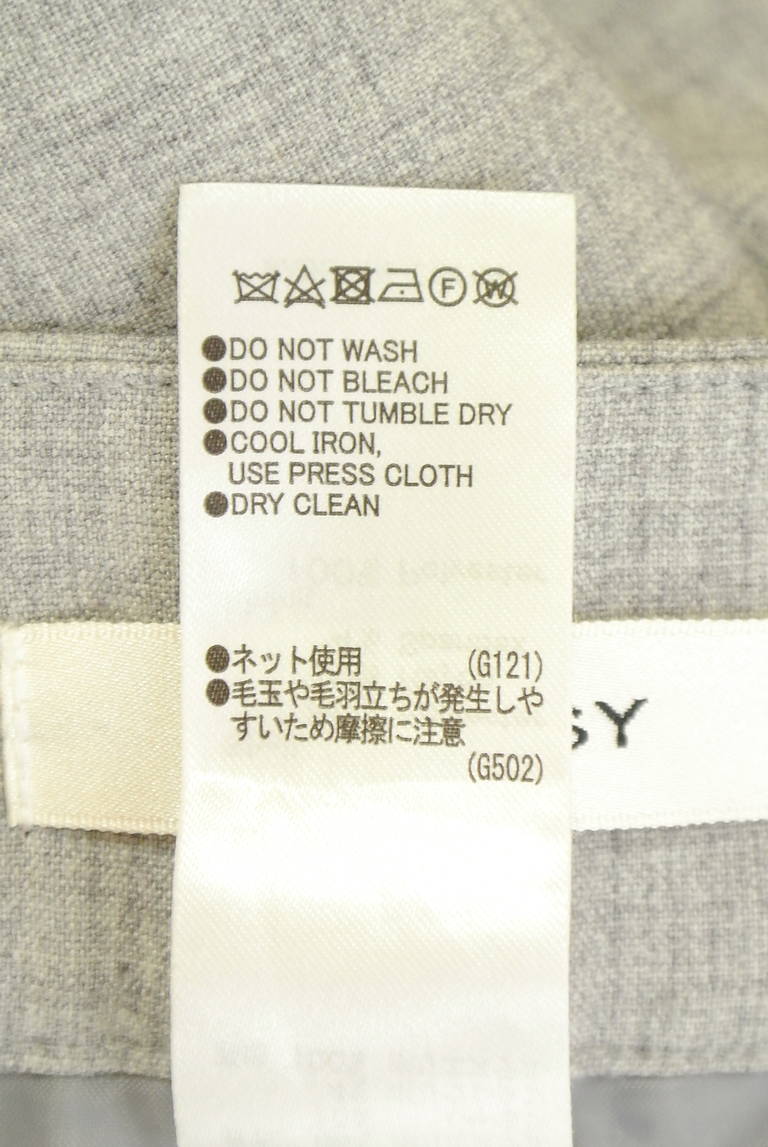 F W
●DO NOT WASH
●DO NOT BLEACH
●DO NOT TUMBLE DRY
●COOL IRON,
USE PRESS CLOTH
●DRY CLEAN
●ネット使用 (G121)
●毛玉や毛羽立ちが発生しや
すいため摩擦に注意
(G502)
SY